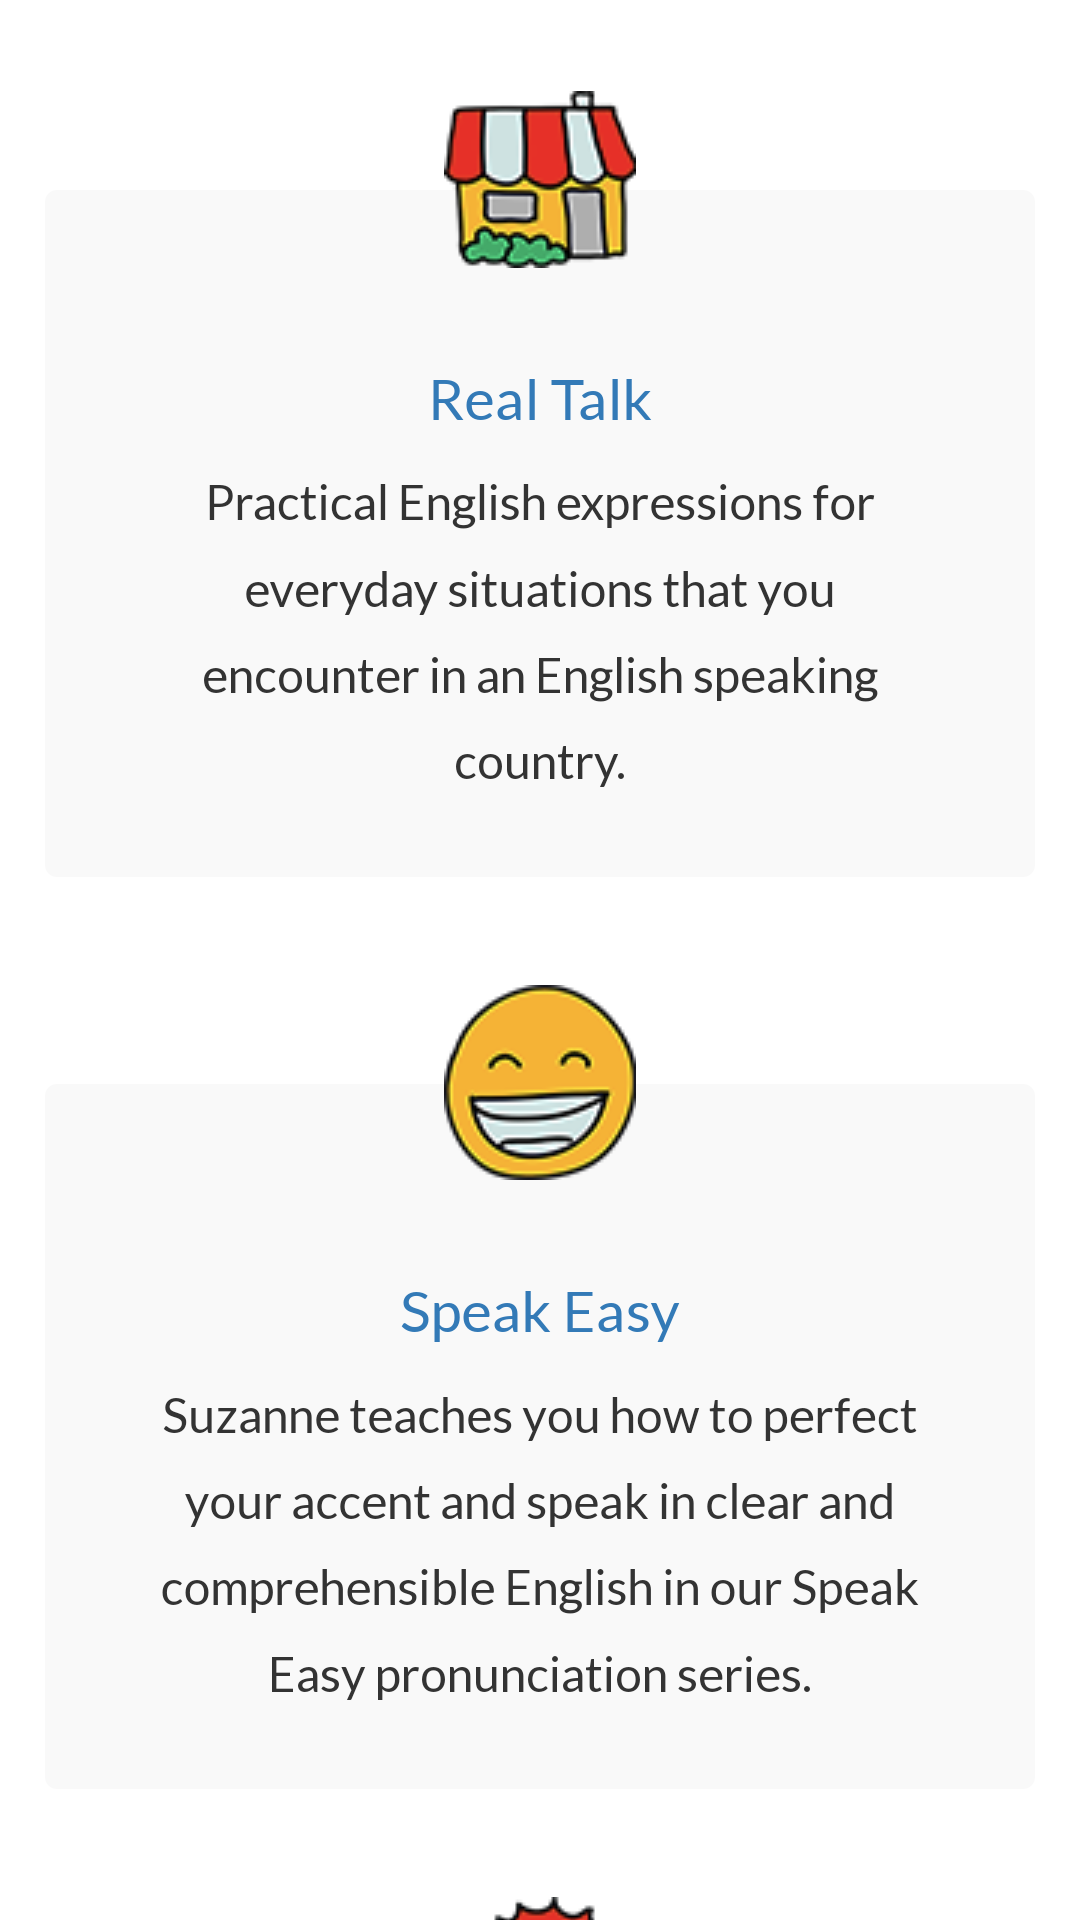 Real Talk
Practical English expressions for
everyday situations that you
encounter in an English speaking
country.
Speak Easy
Suzanne teaches you how to perfect
your accent and speak in clear and
comprehensible English in our Speak
Easy pronunciation series.